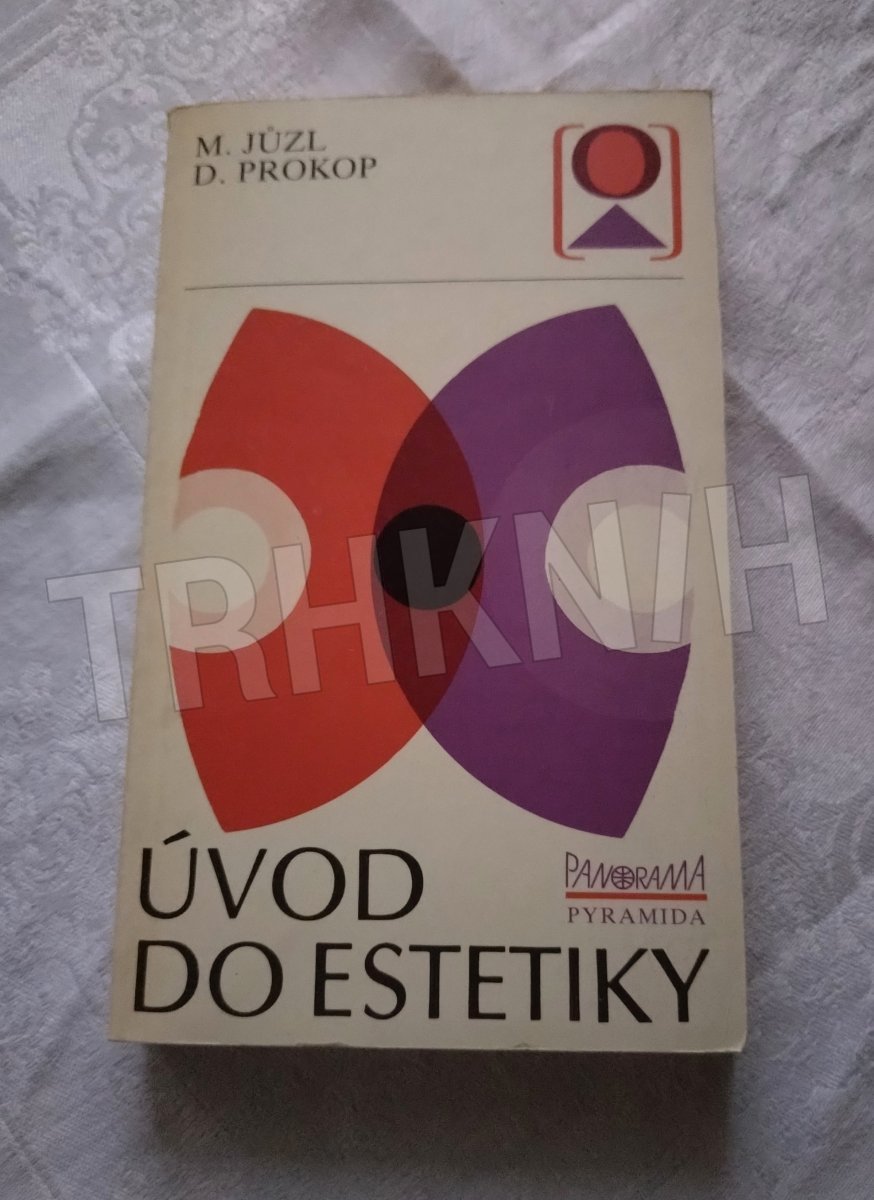 M. JŮZL
D. PROKOP
TRHKNIH
ÚVOD
DO ESTETIKY
PANORAMA
PYRAMIDA